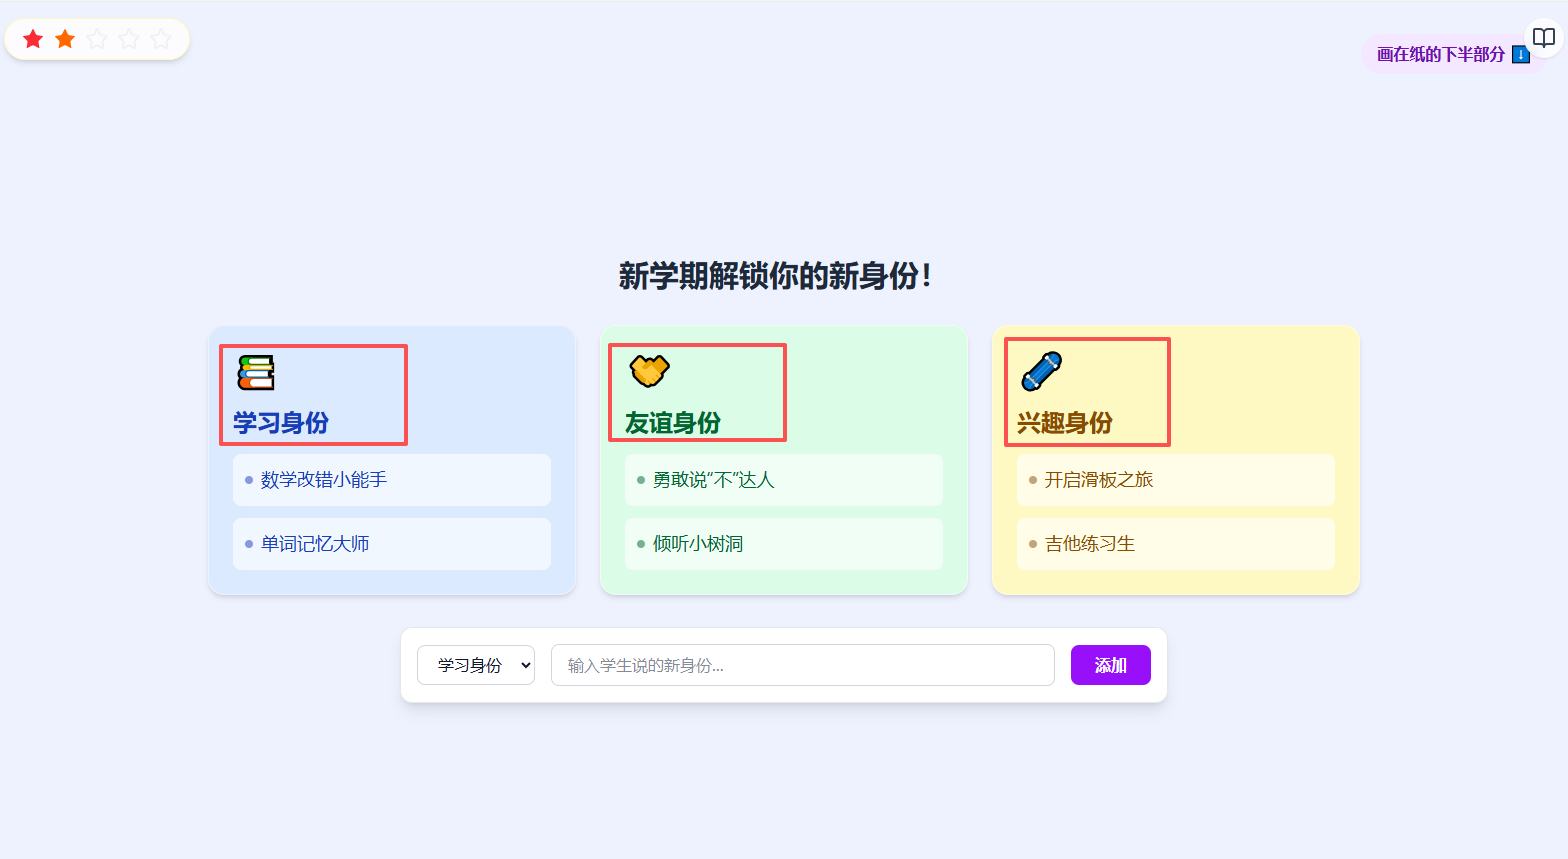 画在纸的下半部分 ⬇️
新学期解锁你的新身份！
学习身份
数学改错小能手
单词记忆大师
友谊身份
勇敢说“不”达人
倾听小树洞
兴趣身份
开启滑板之旅
吉他练习生
学习身份
输入学生说的新身份...
添加